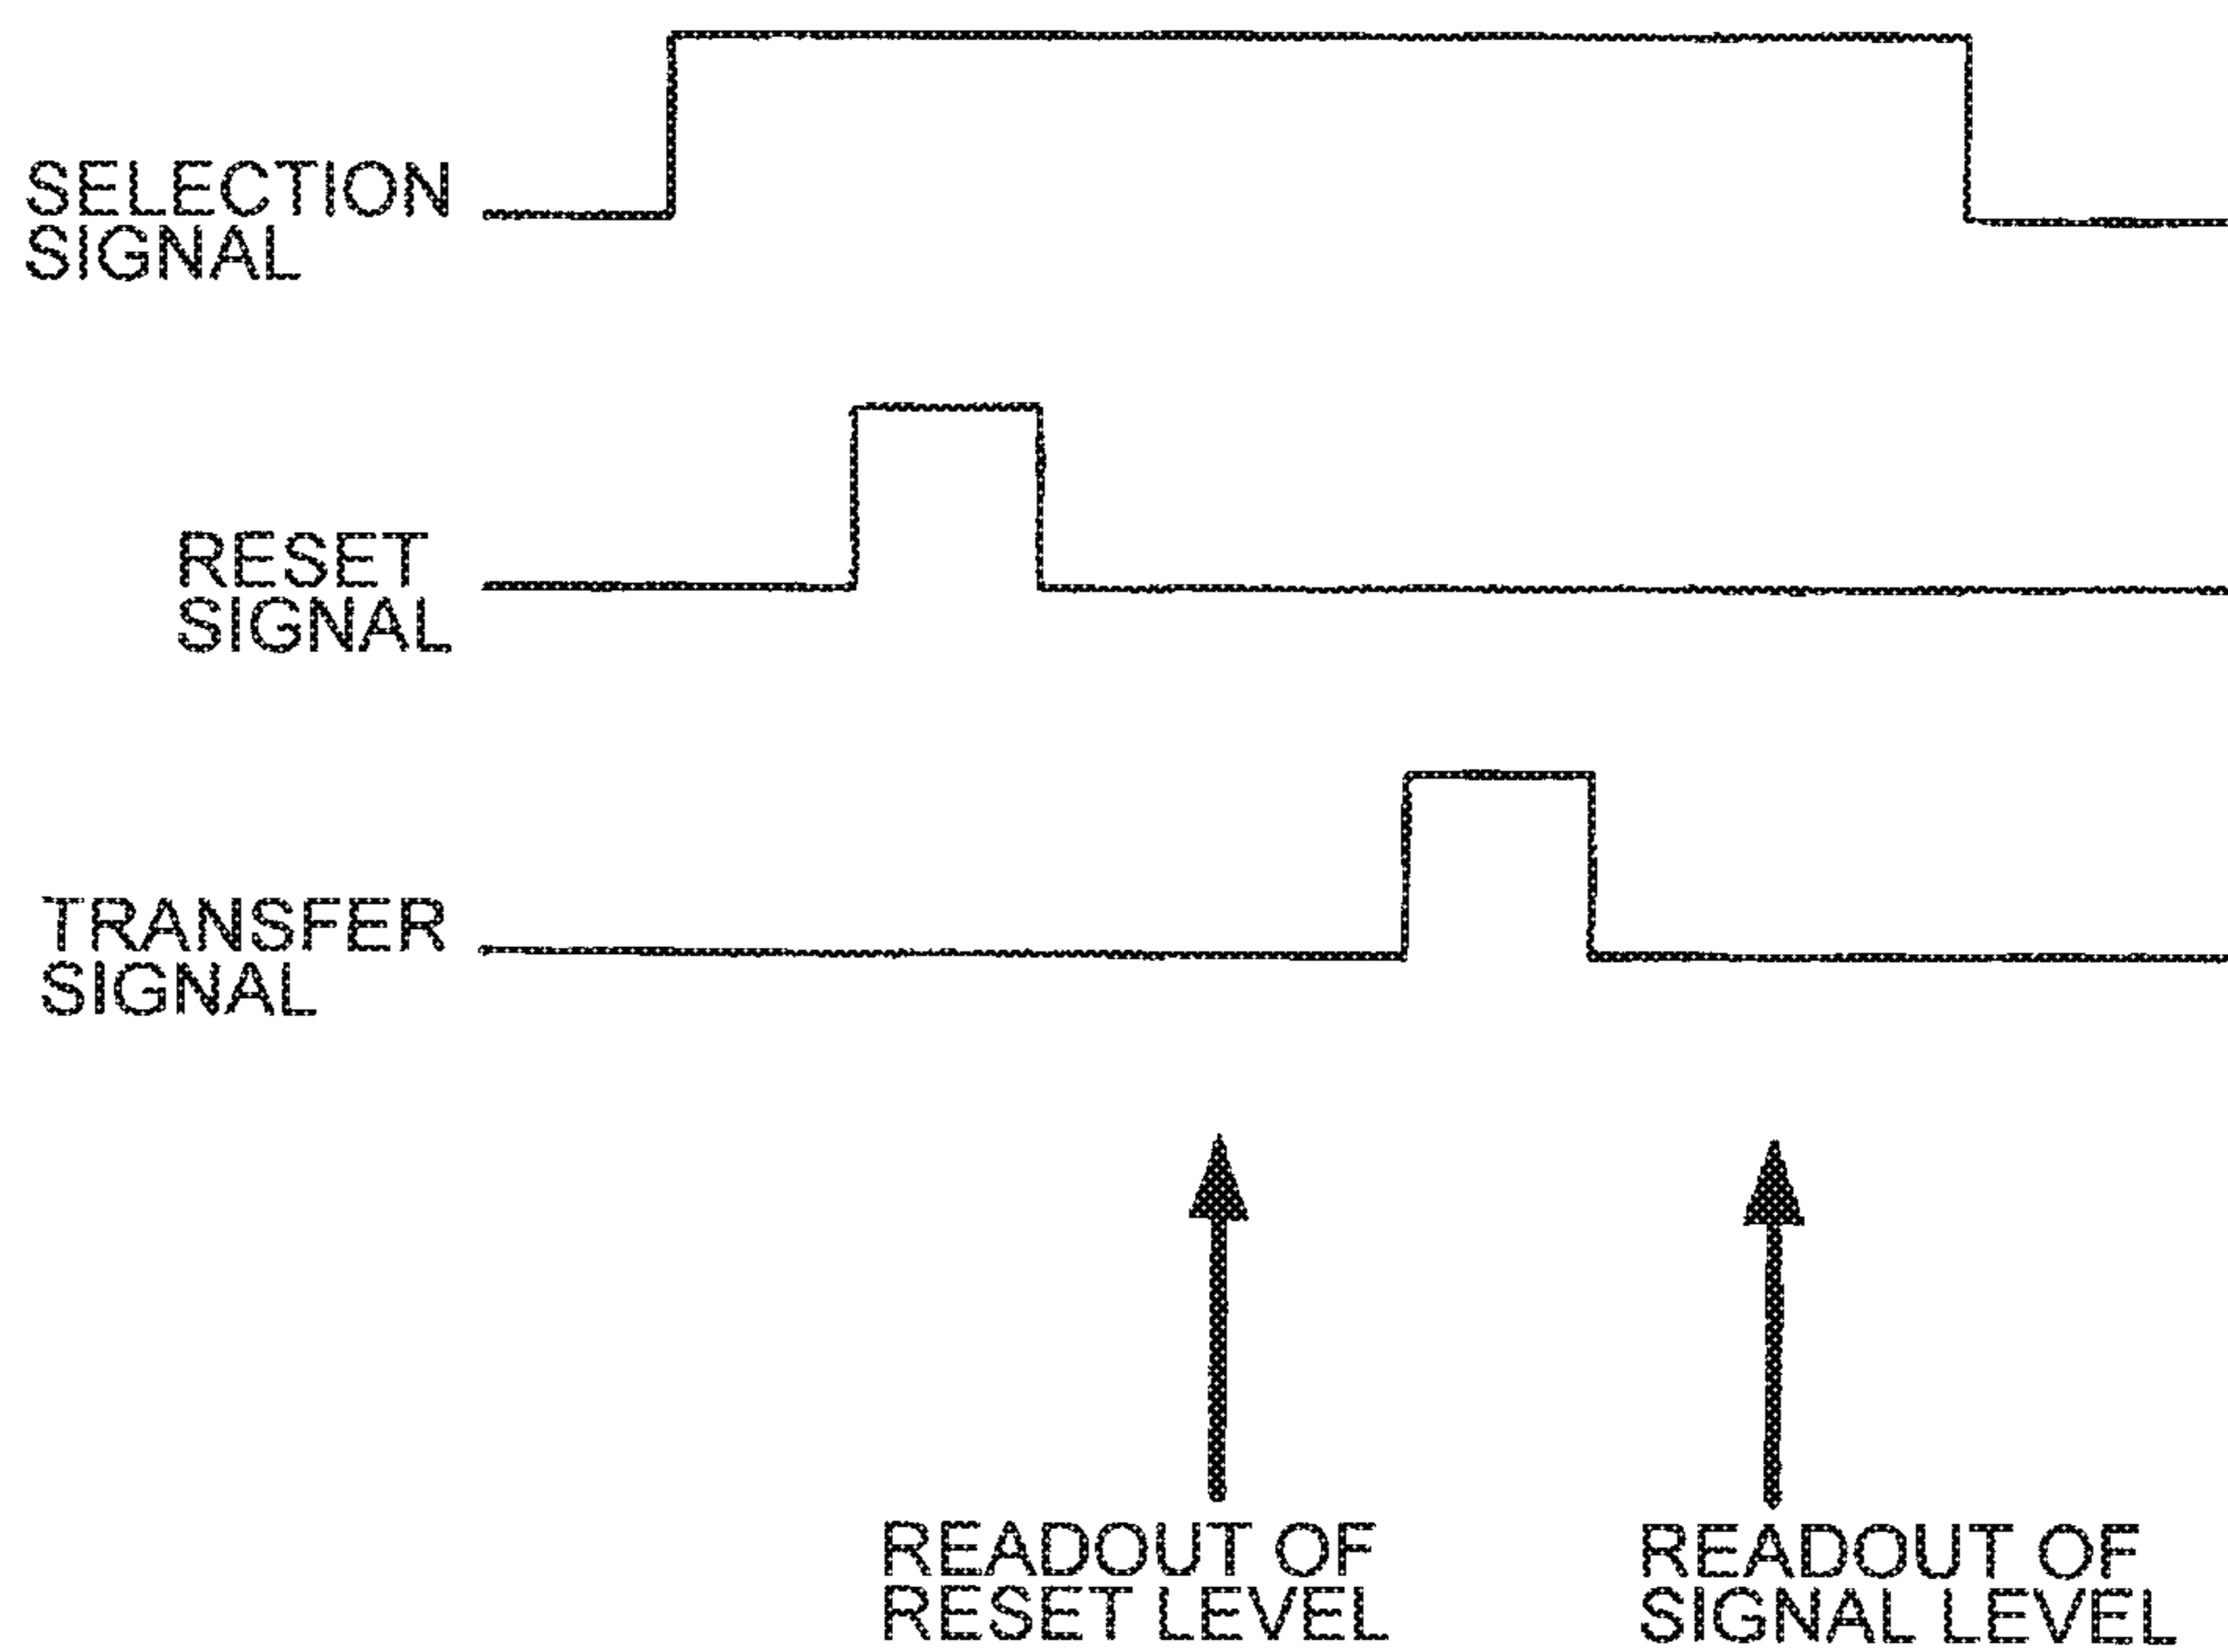 SELECTION
SIGNAL
RESET
SIGNAL
TRANSFER
SIGNAL
READOUT OF
RESET LEVEL
READOUT OF
SIGNAL LEVEL